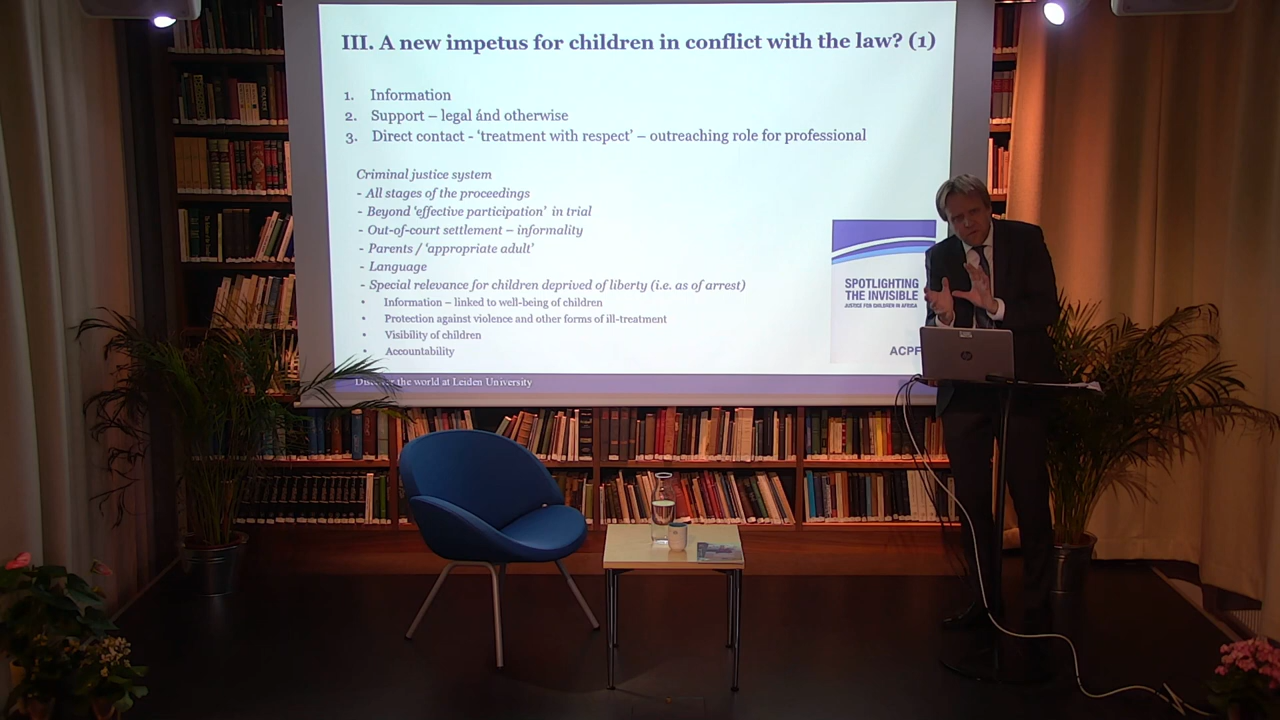 III. A new impetus for children in conflict with the law? (1)
1. Information
2. Support – legal ánd otherwise
3. Direct contact - ‘treatment with respect’ – outreaching role for professional
Criminal justice system
- All stages of the proceedings
- Beyond ‘effective participation’ in trial
- Out-of-court settlement – informality
- Parents / ‘appropriate adult’
- Language
- Special relevance for children deprived of liberty (i.e. as of arrest)
• Information – linked to well-being of children
• Protection against violence and other forms of ill-treatment
• Visibility of children
• Accountability
SPOTLIGHTING
THE INVISIBLE
JUSTICE FOR CHILDREN IN AFRICA
ACPF
Discover the world at Leiden University
hp